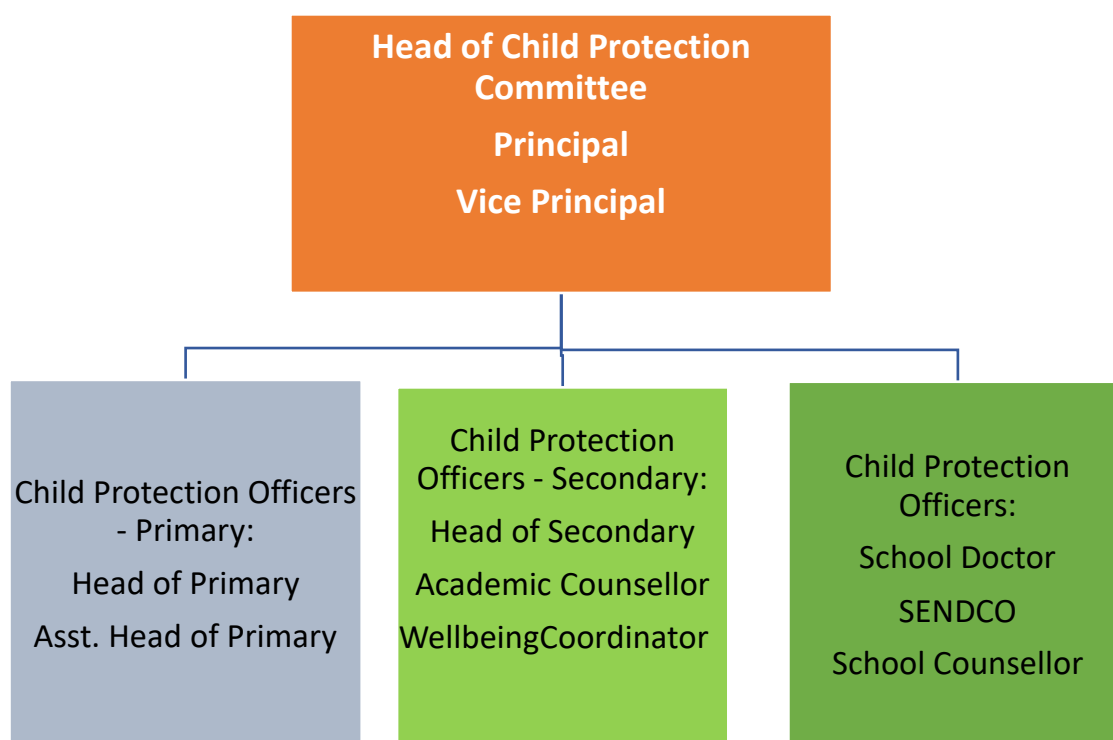 Head of Child Protection
Committee
Principal
Vice Principal
Child Protection Officers
- Primary:
Head of Primary
Asst. Head of Primary
Child Protection
Officers - Secondary:
Head of Secondary
Academic Counsellor
WellbeingCoordinator
Child Protection
Officers:
School Doctor
SENDCO
School Counsellor